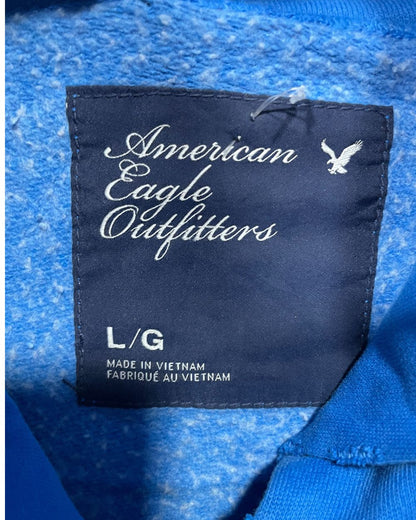 American
Eagle
Outfitters
L/G
MADE IN VIETNAM
FABRIQUÉ AU VIETNAM